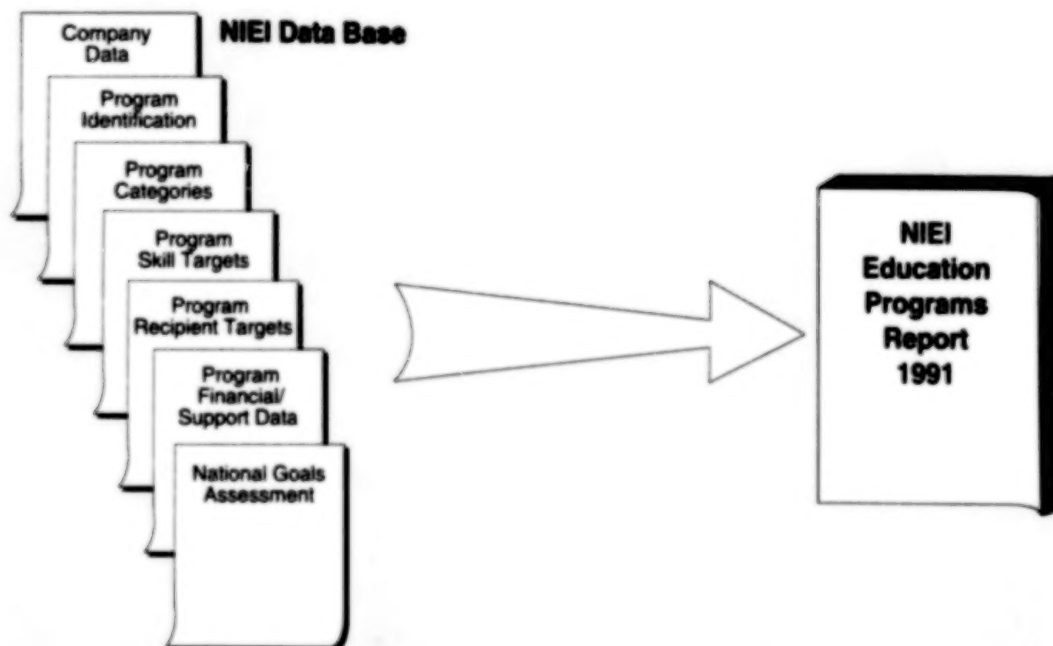 NIEI Data Base
Company
Data
Program
Identification
Program
Categories
Program
Skill Targets
Program
Recipient Targets
Program
Financial/
Support Data
National Goals
Assessment
NIEI
Education
Programs
Report
1991